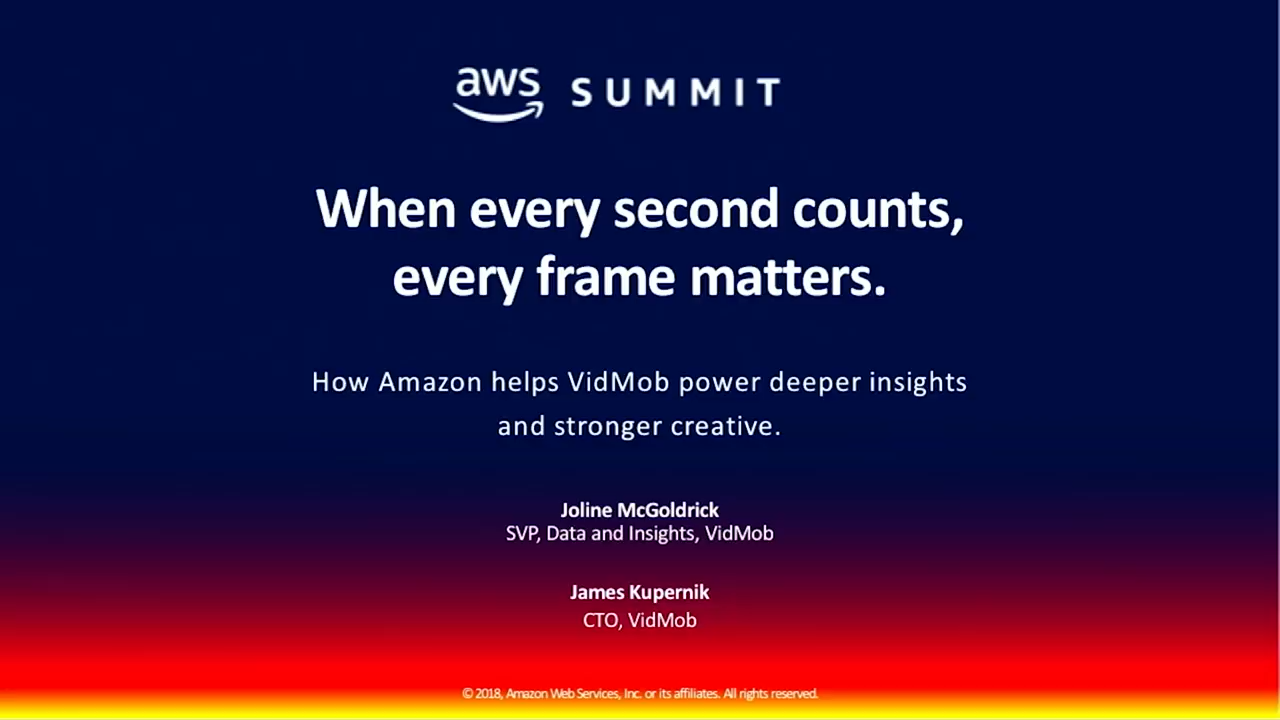 aws SUMMIT
When every second counts,
every frame matters.
How Amazon helps VidMob power deeper insights
and stronger creative.
Joline McGoldrick
SVP, Data and Insights, VidMob
James Kupernik
CTO, VidMob
© 2018, Amazon Web Services, Inc. or its affiliates. All rights reserved.